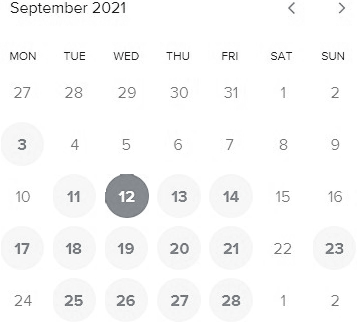 September 2021
MON TUE WED THU FRI SAT SUN
27 28 29 30 31 1 2
3 4 5 6 7 8 9
10 11 12 13 14 15 16
17 18 19 20 21 22 23
24 25 26 27 28 1 2